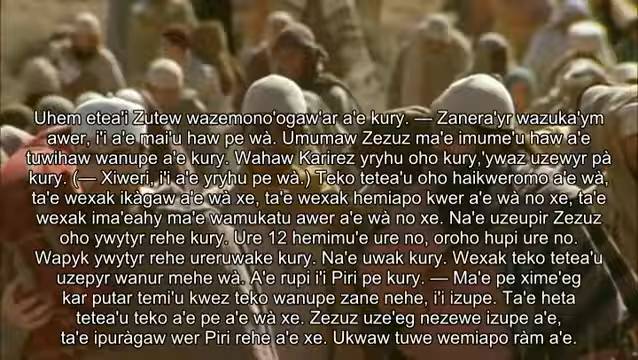 Uhem etea'i Zutew wazemono'ogaw'ar a'e kury. — Zanera'yr wazuka'ym
awer, i'i a'e mai'u haw pe wà. Umumaw Zezuz ma'e imume'u haw a'e
tuwihaw wanupe a'e kury. Wahaw Karirez yryhu oho kury,'ywaz uzewyr pà
kury. (— Xiweri, i'i a'e yryhu pe wà.) Teko tetea'u oho haikweromo a'e wà,
ta'e wexak ikàgaw a'e wà xe, ta'e wexak hemiapo kwer a'e wà no xe, ta'e
wexak ima'eahy ma'e wamukatu awer a'e wà no xe. Na'e uzeupir Zezuz
oho ywytyr rehe kury. Ure 12 hemimu'e ure no, oroho hupi ure no.
Wapyk ywytyr rehe ureruwake kury. Na'e uwak kury. Wexak teko tetea'u
uzepyr wanur mehe wà. A'e rupi i'i Piri pe kury. — Ma'e pe xime'eg
kar putar temi'u kwez teko wanupe zane nehe, i'i izupe. Ta'e heta
tetea'u teko a'e pe a'e wà xe. Zezuz uze'eg nezewe izupe a'e,
ta'e ipuràgaw wer Piri rehe a'e xe. Ukwaw tuwe wemiapo ràm a'e.